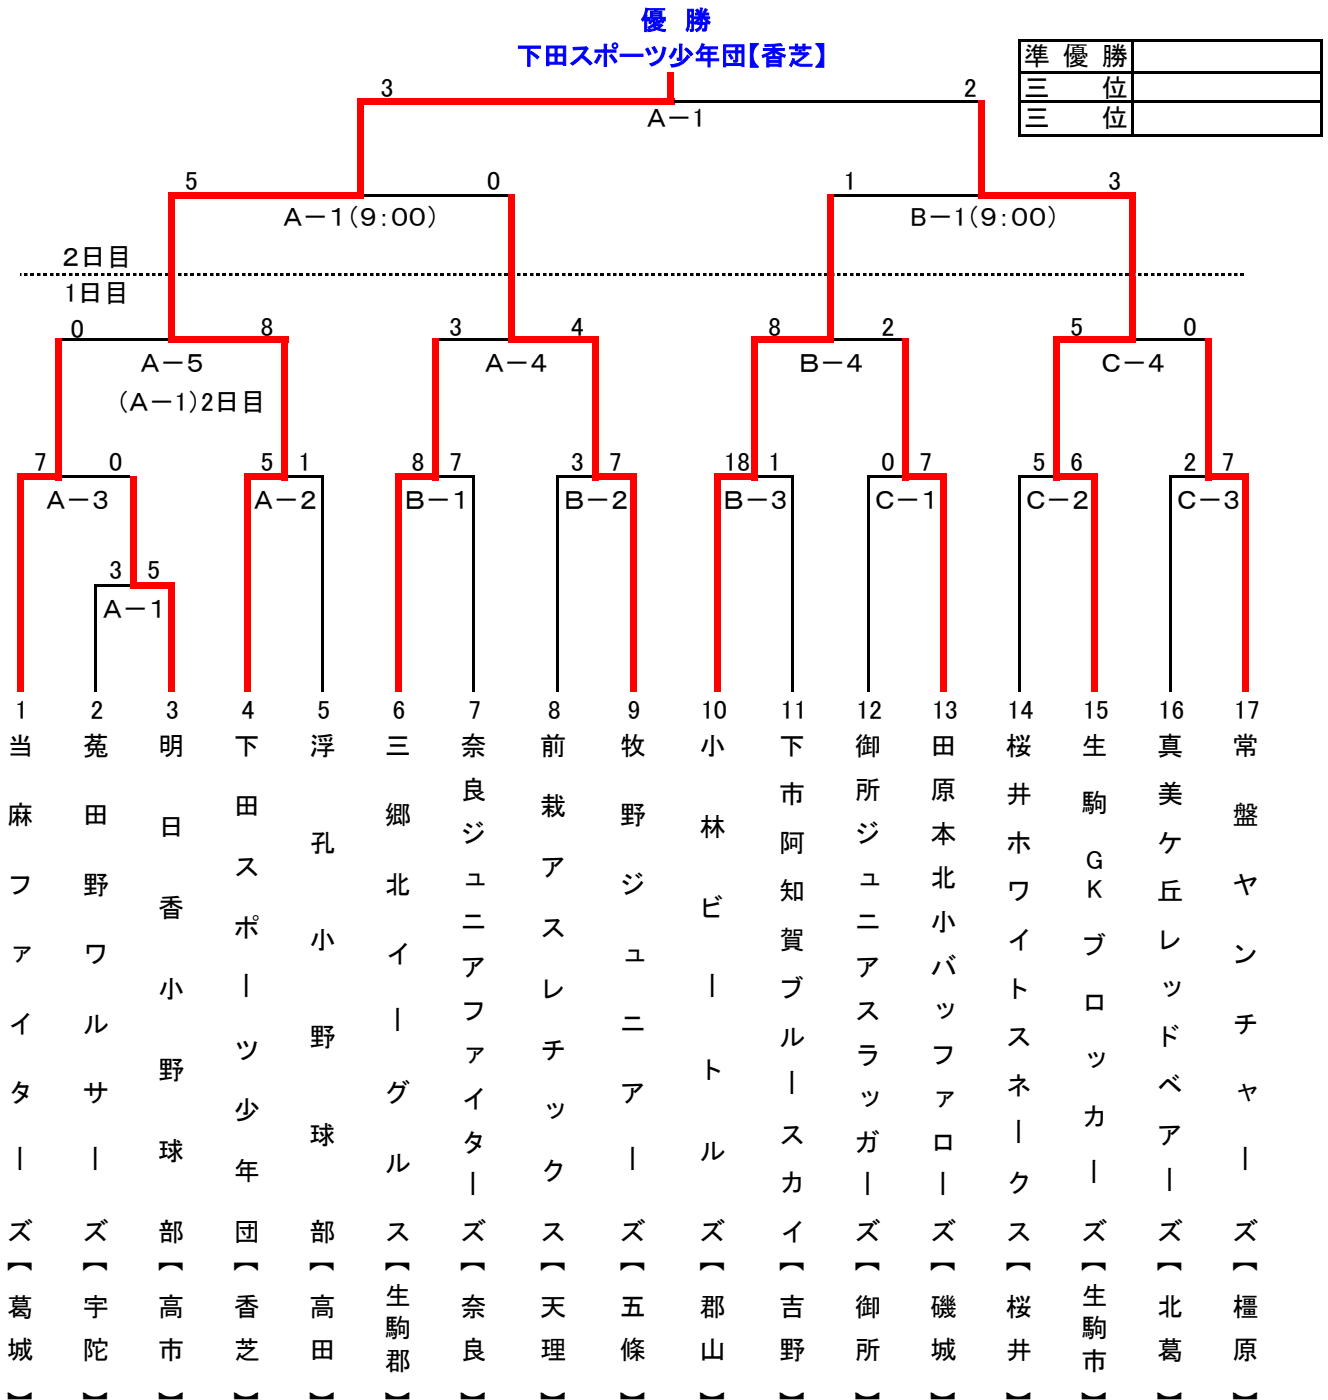 優 勝
下田スポーツ少年団【香芝】
準 優 勝
三 位
三 位
3 2
A－1
5 0 1 3
A－1(9:00) B－1(9:00)
2日目
1日目
0 8 3 4 8 2 5 0
A－5 A－4 B－4 C－4
(A－1)2日目
7 0 5 1 8 7 3 7 18 1 0 7 5 6 2 7
A－3 A－2 B－1 B－2 B－3 C－1 C－2 C－3
3 5
A－1
1 2 3 4 5 6 7 8 9 10 11 12 13 14 15 16 17
当麻ファイターズ【葛城】
菟田野ワルサーズ【宇陀】
明日香小野球部【高市】
下田スポーツ少年団【香芝】
浮孔小野球部【高田】
三郷北イーグルス【生駒郡】
奈良ジュニアファイターズ【奈良】
前栽アスレチックス【天理】
牧野ジュニアーズ【五條】
小林ビートルズ【郡山】
下市阿知賀ブルースカイ【吉野】
御所ジュニアスラッガーズ【御所】
田原本北小バッファローズ【磯城】
桜井ホワイトスネークス【桜井】
生駒GKブロッカーズ【生駒市】
真美ケ丘レッドベアーズ【北葛】
常盤ヤンチャーズ【橿原】